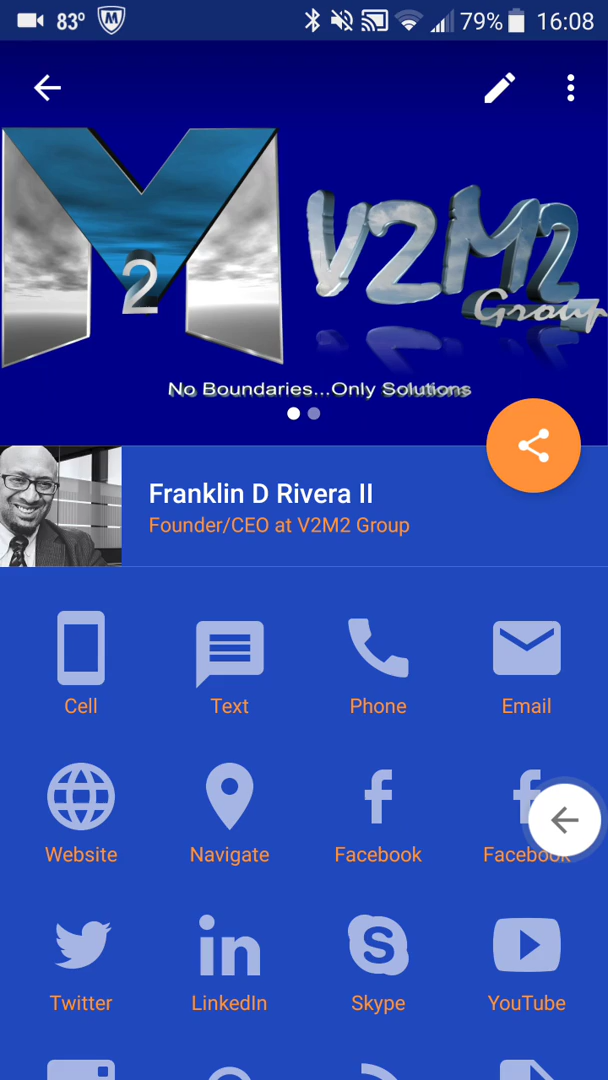 83º
M
79%
16:08
2
V2M2
Group
No Boundaries...Only Solutions
Franklin D Rivera II
Founder/CEO at V2M2 Group
Cell
Text
Phone
Email
Website
Navigate
Facebook
Facebook
Twitter
LinkedIn
Skype
YouTube